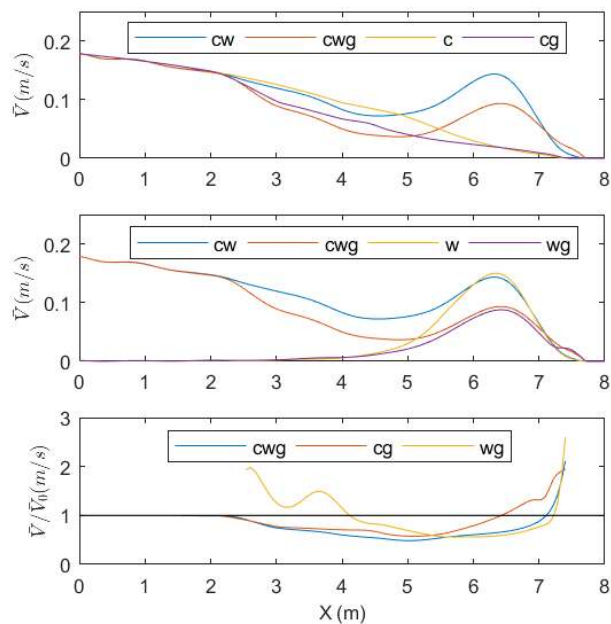 0.2
cw cwg c cg
V̄ (m/s)
0.1
0
0 1 2 3 4 5 6 7 8
0.2
cw cwg w wg
V̄ (m/s)
0.1
0
0 1 2 3 4 5 6 7 8
3
cwg cg wg
2
V̄/V̄₀(m/s)
1
0
0 1 2 3 4 5 6 7 8
X (m)